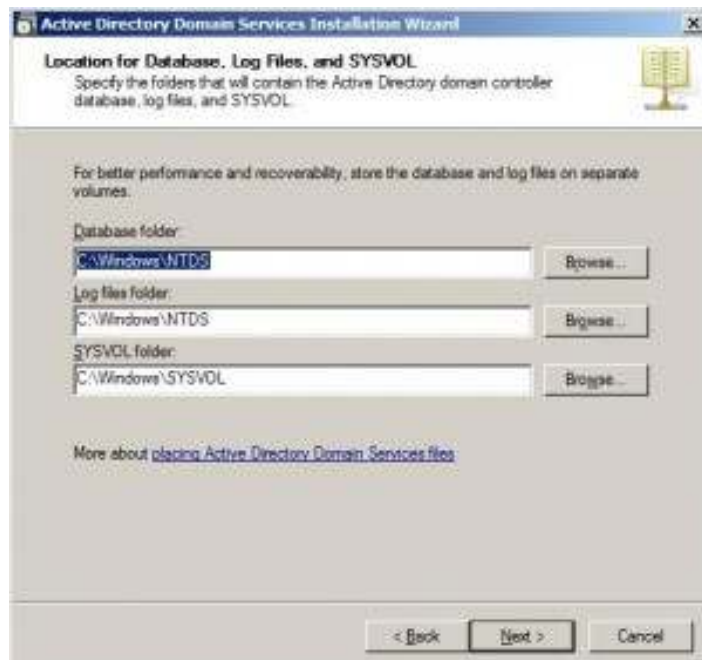 Active Directory Domain Services Installation Wizard
Location for Database, Log Files, and SYSVOL
Specify the folders that will contain the Active Directory domain controller
database, log files, and SYSVOL.
For better performance and recoverability, store the database and log files on separate
volumes.
Database folder:
C:\Windows\NTDS
Browse...
Log files folder:
C:\Windows\NTDS
Browse...
SYSVOL folder:
C:\Windows\SYSVOL
Browse...
More about placing Active Directory Domain Services files
< Back Next > Cancel